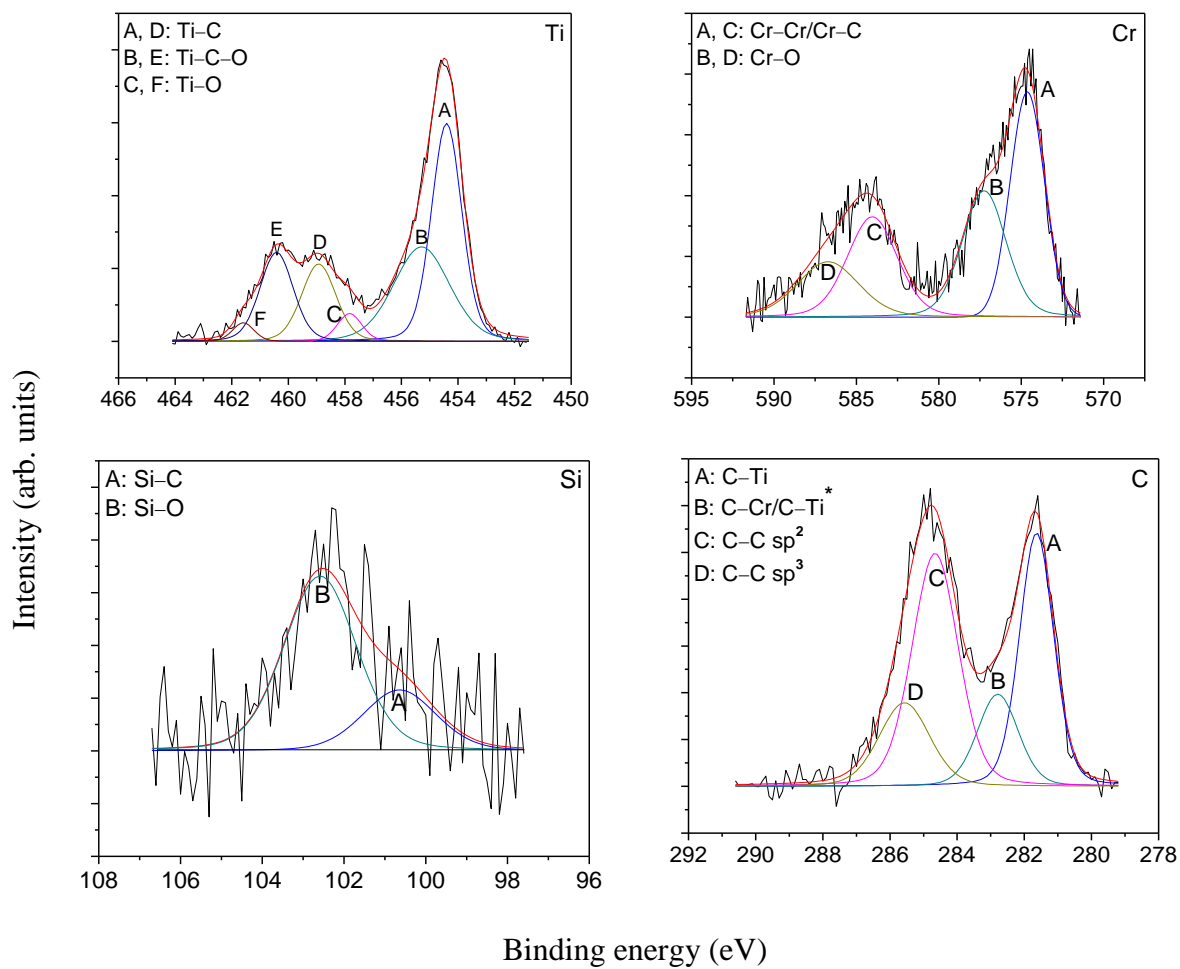 A, D: Ti–C
B, E: Ti–C–O
C, F: Ti–O
Ti
A
B
C
D
E
F
466 464 462 460 458 456 454 452 450
A, C: Cr–Cr/Cr–C
B, D: Cr–O
Cr
A
B
C
D
595 590 585 580 575 570
A: Si–C
B: Si–O
Si
B
A
108 106 104 102 100 98 96
A: C–Ti
B: C–Cr/C–Ti*
C: C–C sp²
D: C–C sp³
C
A
B
C
D
292 290 288 286 284 282 280 278
Intensity (arb. units)
Binding energy (eV)